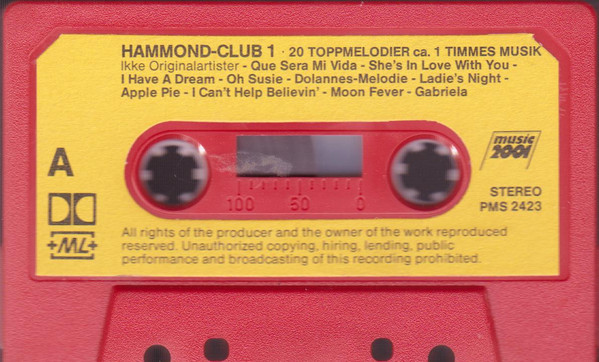 HAMMOND-CLUB 1 · 20 TOPPMELODIER ca. 1 TIMMES MUSIK
Ikke Originalartister - Que Sera Mi Vida - She's In Love With You -
I Have A Dream - Oh Susie - Dolannes-Melodie - Ladie's Night -
Apple Pie - I Can't Help Believin' - Moon Fever - Gabriela
A
music
2001
100 50 0
STEREO
PMS 2423
+ML+
All rights of the producer and the owner of the work reproduced
reserved. Unauthorized copying, hiring, lending, public
performance and broadcasting of this recording prohibited.